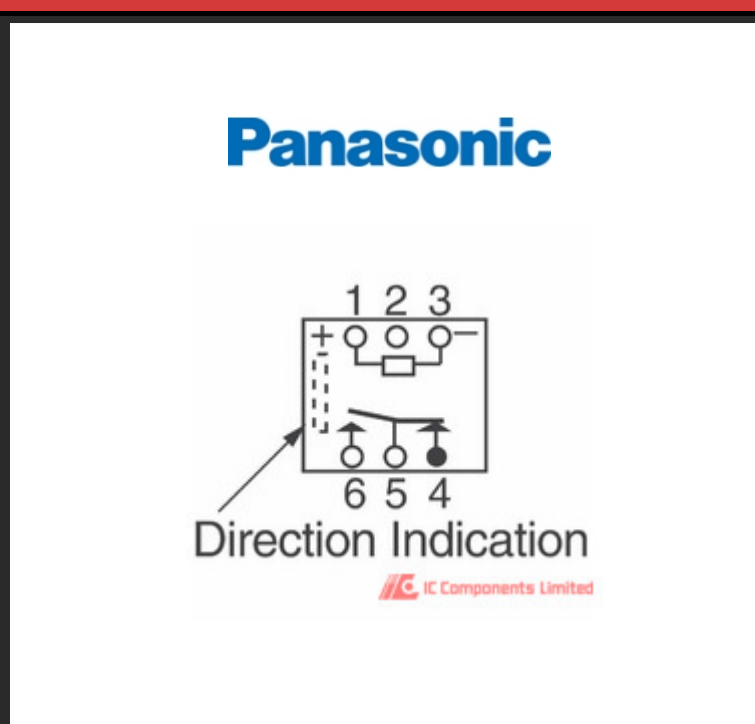 Panasonic
1 2 3
+ −
6 5 4
Direction Indication
IC Components Limited